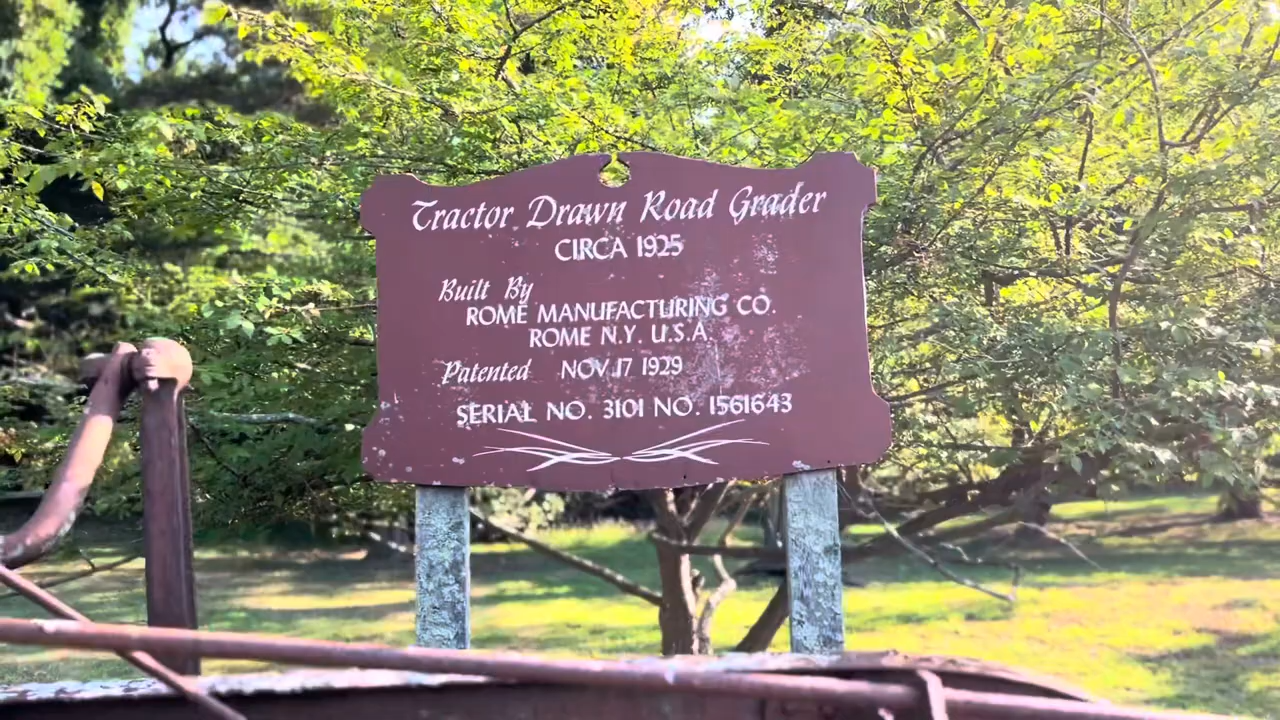 Tractor Drawn Road Grader
CIRCA 1925
Built By
ROME MANUFACTURING CO.
ROME N.Y. U.S.A.
Patented NOV. 17 1929
SERIAL NO. 3101 NO. 1561643